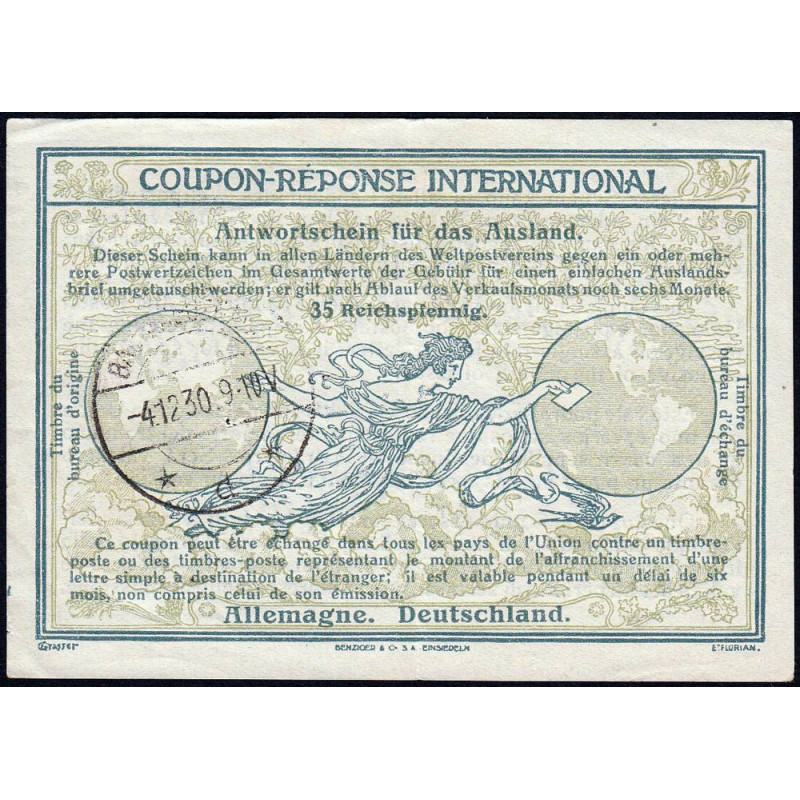 COUPON-RÉPONSE INTERNATIONAL
Antwortschein für das Ausland.
Dieser Schein kann in allen Ländern des Weltpostvereins gegen ein oder meh-
rere Postwertzeichen im Gesamtwerte der Gebühr für einen einfachen Auslands-
brief umgetauscht werden; er gilt nach Ablauf des Verkaufsmonats noch sechs Monate.
35 Reichspfennig.
Timbre du
bureau d'origine
-4.12.30.9-10V
* d *
Timbre du
bureau d'échange
Ce coupon peut être échangé dans tous les pays de l'Union contre un timbre-
poste ou des timbres-poste représentant le montant de l'affranchissement d'une
lettre simple à destination de l'étranger; il est valable pendant un délai de six
mois, non compris celui de son émission.
Allemagne. Deutschland.
Grasset
BENZIGER & Co S.A. EINSIEDELN
E. FLORIAN.